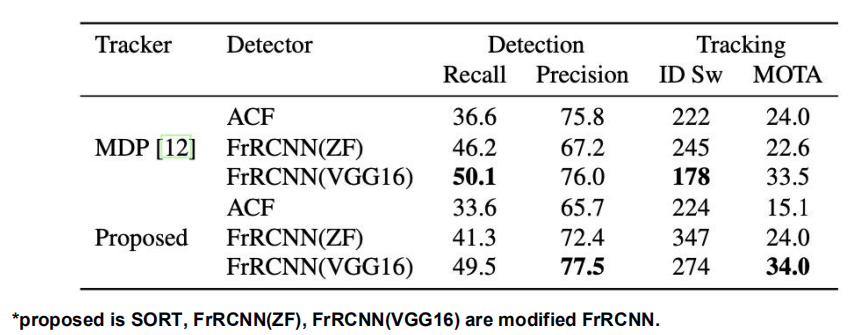 Tracker Detector Detection Tracking
Recall Precision ID Sw MOTA
ACF 36.6 75.8 222 24.0
MDP [12] FrRCNN(ZF) 46.2 67.2 245 22.6
FrRCNN(VGG16) 50.1 76.0 178 33.5
ACF 33.6 65.7 224 15.1
Proposed FrRCNN(ZF) 41.3 72.4 347 24.0
FrRCNN(VGG16) 49.5 77.5 274 34.0
*proposed is SORT, FrRCNN(ZF), FrRCNN(VGG16) are modified FrRCNN.